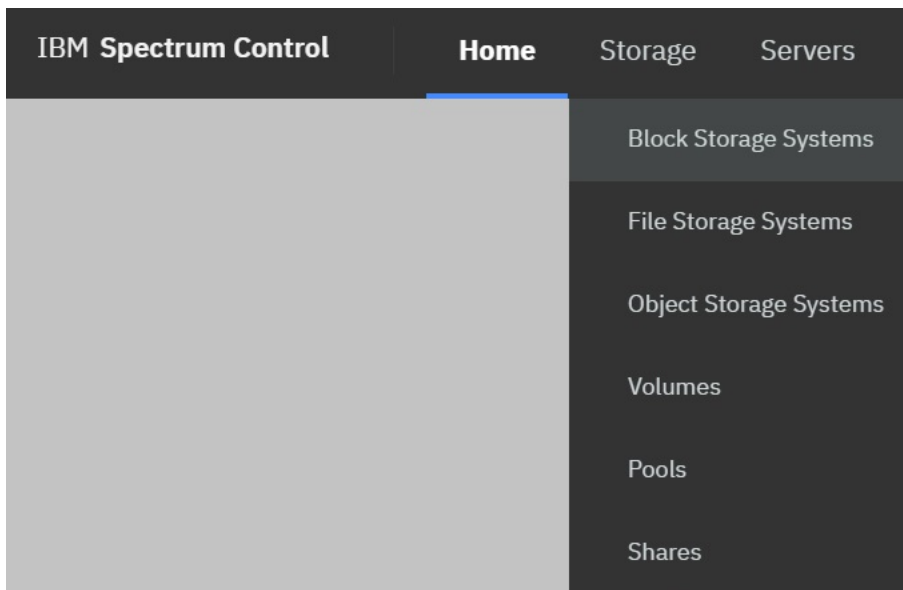 IBM Spectrum Control Home Storage Servers
Block Storage Systems
File Storage Systems
Object Storage Systems
Volumes
Pools
Shares